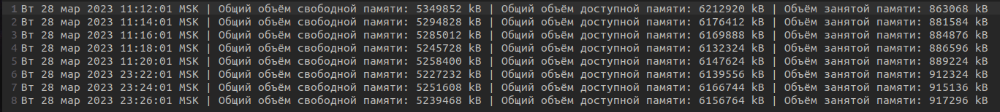 1 Вт 28 мар 2023 11:12:01 MSK | Общий объём свободной памяти: 5349852 kB | Общий объём доступной памяти: 6212920 kB | Объём занятой памяти: 863068 kB
2 Вт 28 мар 2023 11:14:01 MSK | Общий объём свободной памяти: 5294828 kB | Общий объём доступной памяти: 6176412 kB | Объём занятой памяти: 881584 kB
3 Вт 28 мар 2023 11:16:01 MSK | Общий объём свободной памяти: 5285012 kB | Общий объём доступной памяти: 6169888 kB | Объём занятой памяти: 884876 kB
4 Вт 28 мар 2023 11:18:01 MSK | Общий объём свободной памяти: 5245728 kB | Общий объём доступной памяти: 6132324 kB | Объём занятой памяти: 886596 kB
5 Вт 28 мар 2023 11:20:01 MSK | Общий объём свободной памяти: 5258400 kB | Общий объём доступной памяти: 6147624 kB | Объём занятой памяти: 889224 kB
6 Вт 28 мар 2023 23:22:01 MSK | Общий объём свободной памяти: 5227232 kB | Общий объём доступной памяти: 6139556 kB | Объём занятой памяти: 912324 kB
7 Вт 28 мар 2023 23:24:01 MSK | Общий объём свободной памяти: 5251608 kB | Общий объём доступной памяти: 6166744 kB | Объём занятой памяти: 915136 kB
8 Вт 28 мар 2023 23:26:01 MSK | Общий объём свободной памяти: 5239468 kB | Общий объём доступной памяти: 6156764 kB | Объём занятой памяти: 917296 kB